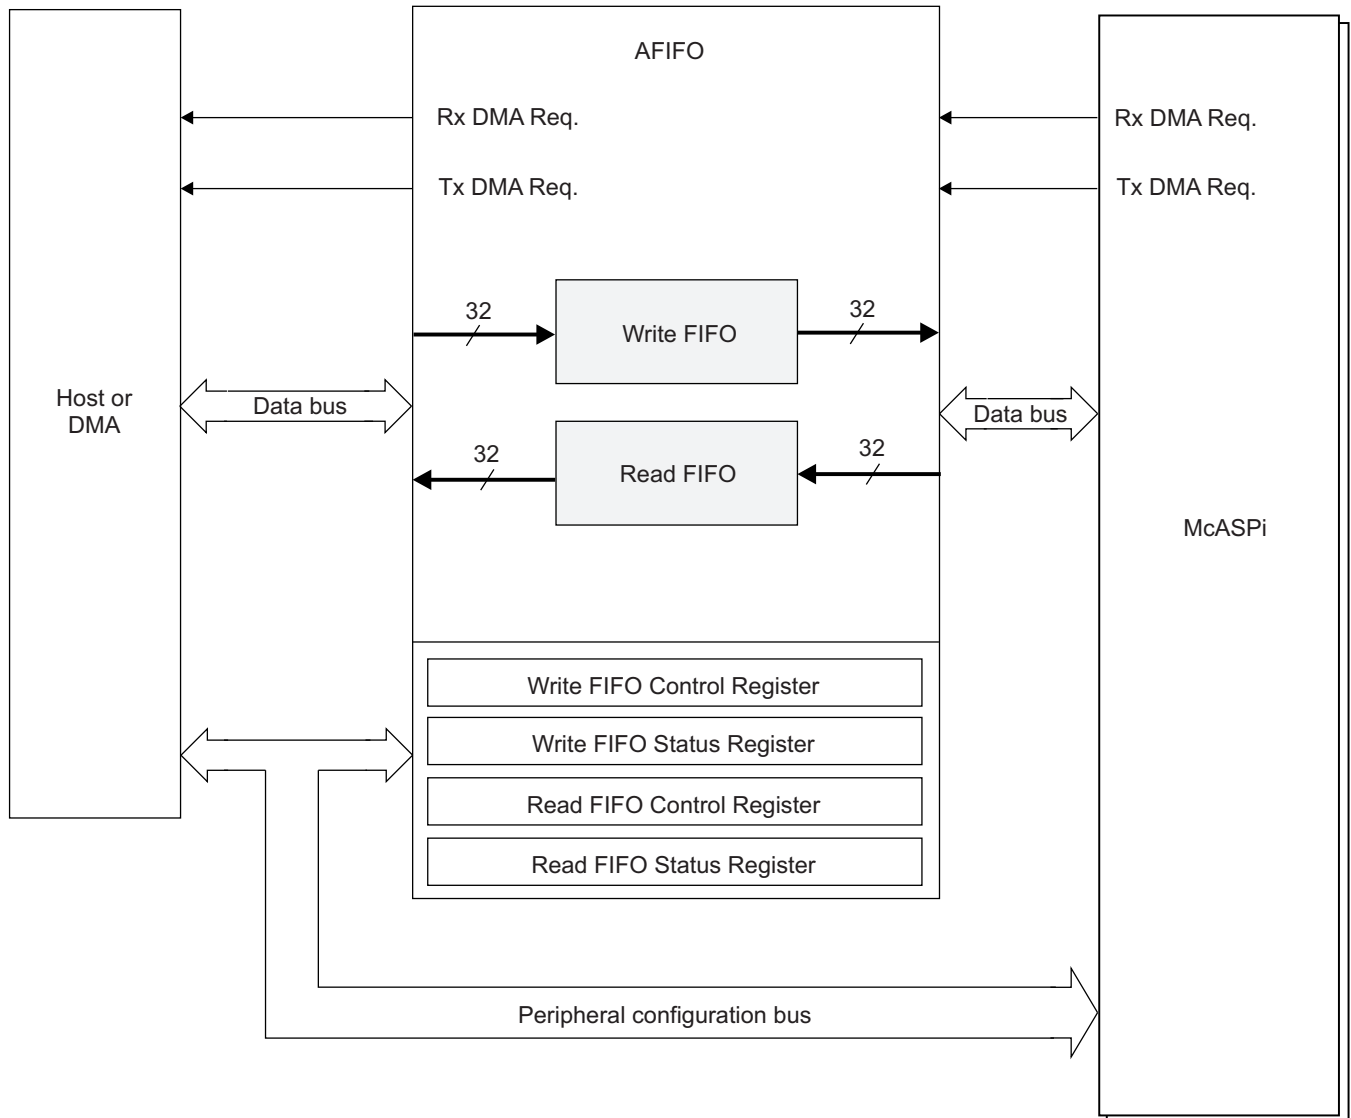 AFIFO
Rx DMA Req.
Rx DMA Req.
Tx DMA Req.
Tx DMA Req.
32
32
Write FIFO
Host or
DMA
Data bus
Data bus
32
32
Read FIFO
McASPi
Write FIFO Control Register
Write FIFO Status Register
Read FIFO Control Register
Read FIFO Status Register
Peripheral configuration bus